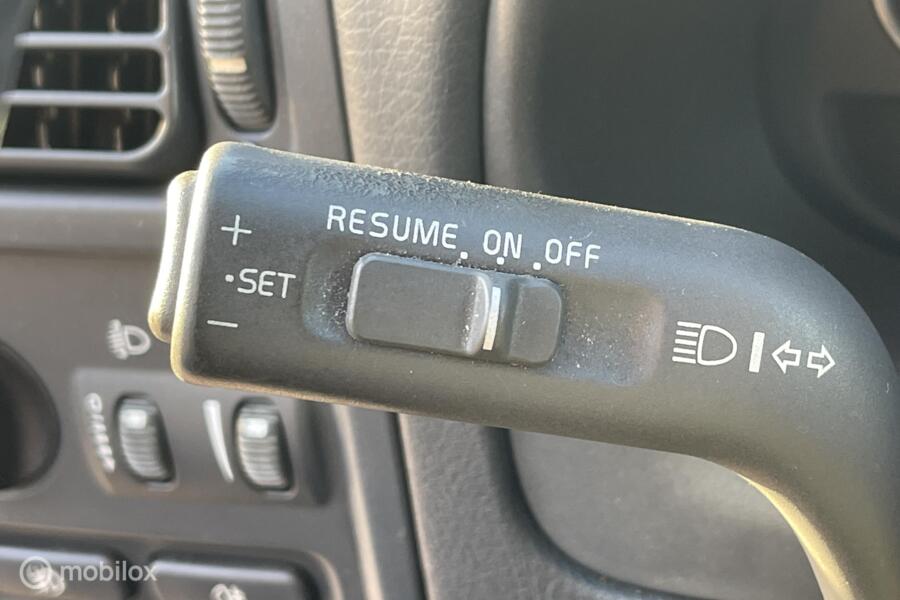 RESUME ON OFF
+
SET
−
mobilox